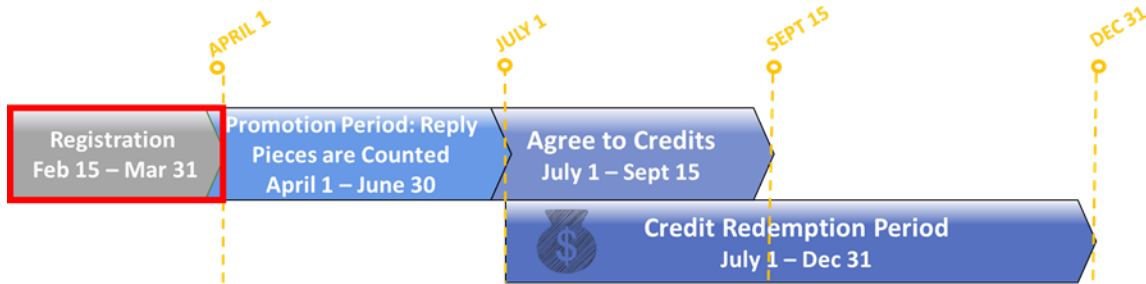 APRIL 1
JULY 1
SEPT 15
DEC 31
Registration
Feb 15 – Mar 31
Promotion Period: Reply
Pieces are Counted
April 1 – June 30
Agree to Credits
July 1 – Sept 15
$
Credit Redemption Period
July 1 – Dec 31